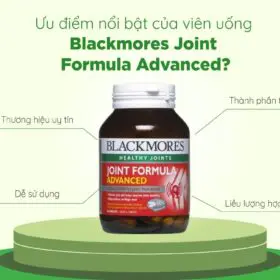 Ưu điểm nổi bật của viên uống
Blackmores Joint
Formula Advanced?
Thành phần
Thương hiệu uy tín
BLACKMORES
HEALTHY JOINTS
JOINT FORMULA
ADVANCED
Dễ sử dụng
Liều lượng hợp